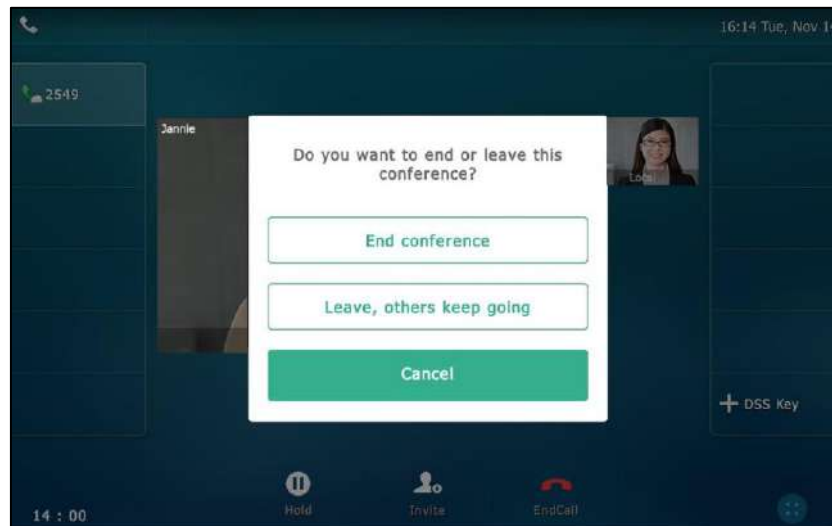 16:14 Tue, Nov 14
2549
Jannie
Local
Do you want to end or leave this
conference?
End conference
Leave, others keep going
Cancel
+ DSS Key
Hold
Invite
EndCall
14 : 00